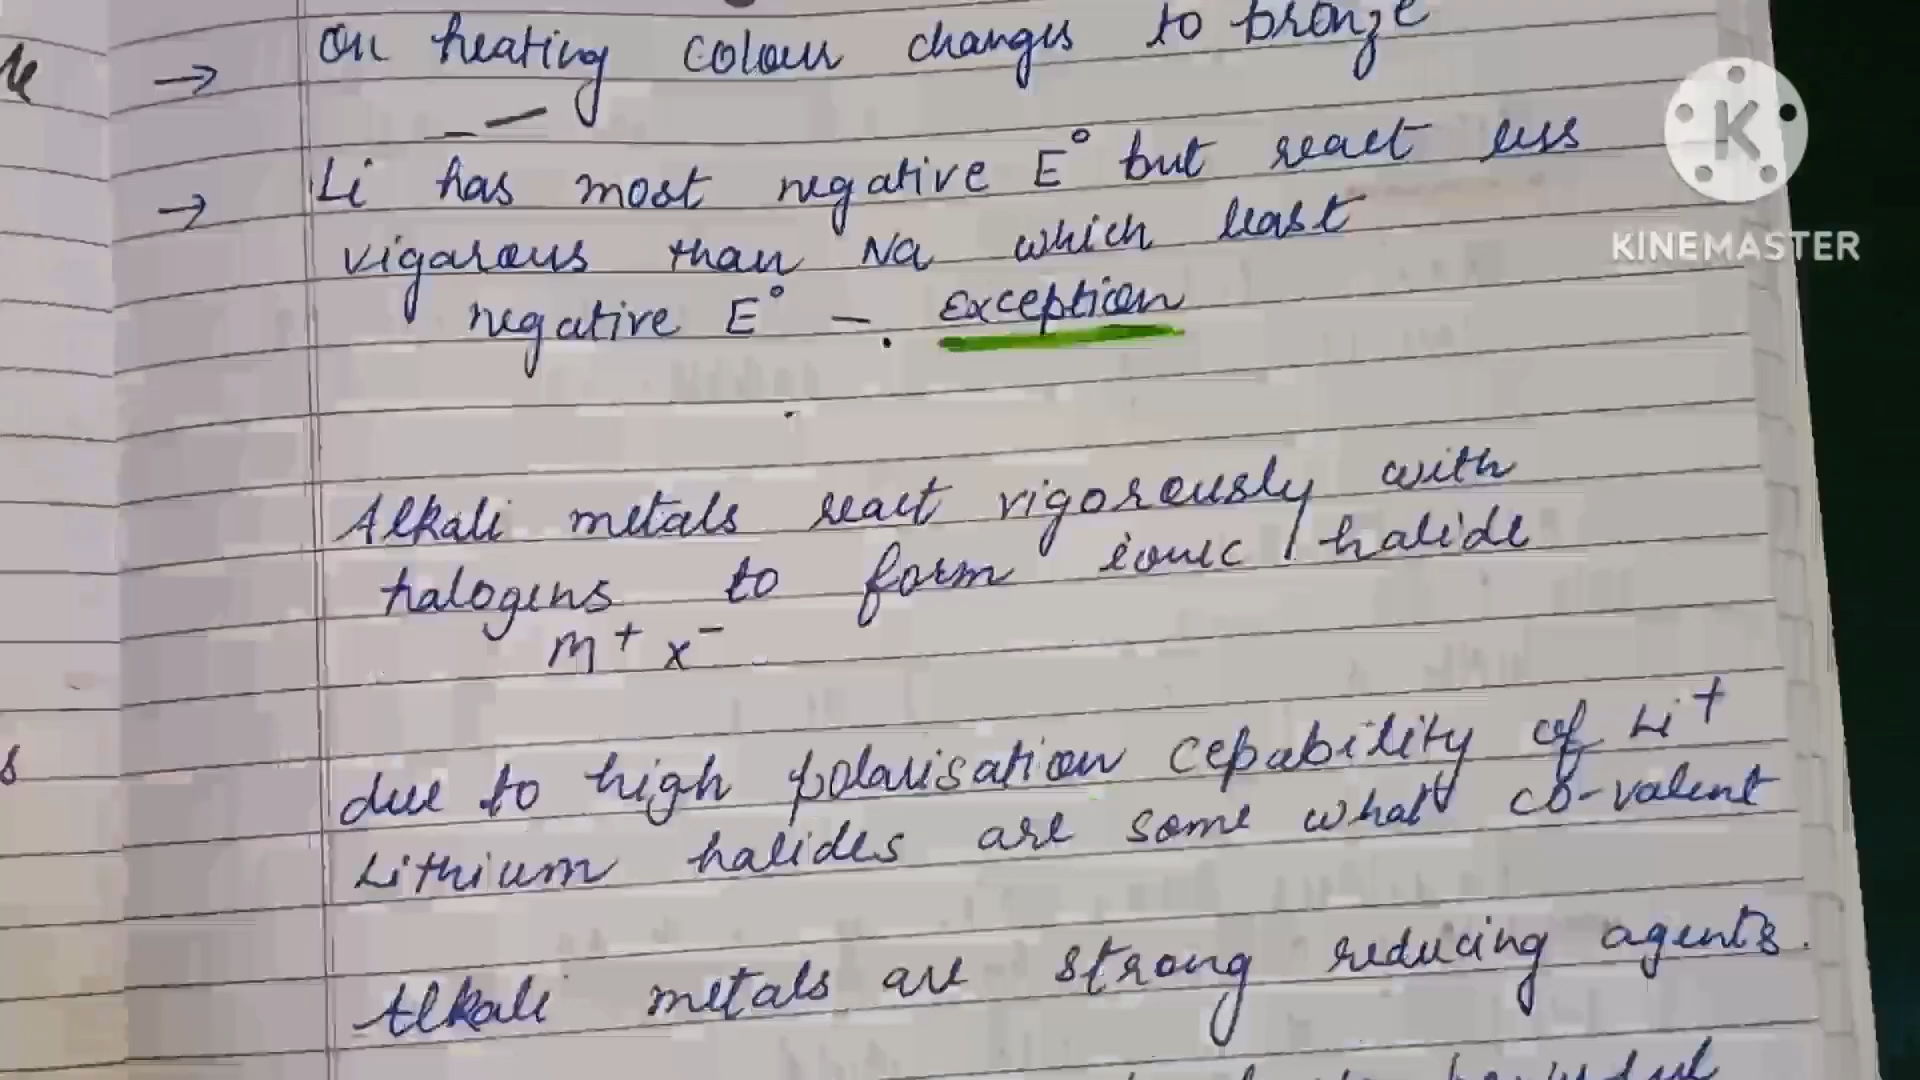 → On heating colour changes to bronze
→ Li has most negative E° but react less
vigarous than Na which least
negative E° - Exception
Alkali metals react vigorously with
halogens to form ionic halide
M⁺ X⁻
due to high polarisation cepability of Li⁺
Lithium halides are some what co-valent
Alkali metals are strong reducing agents.
K
KINEMASTER